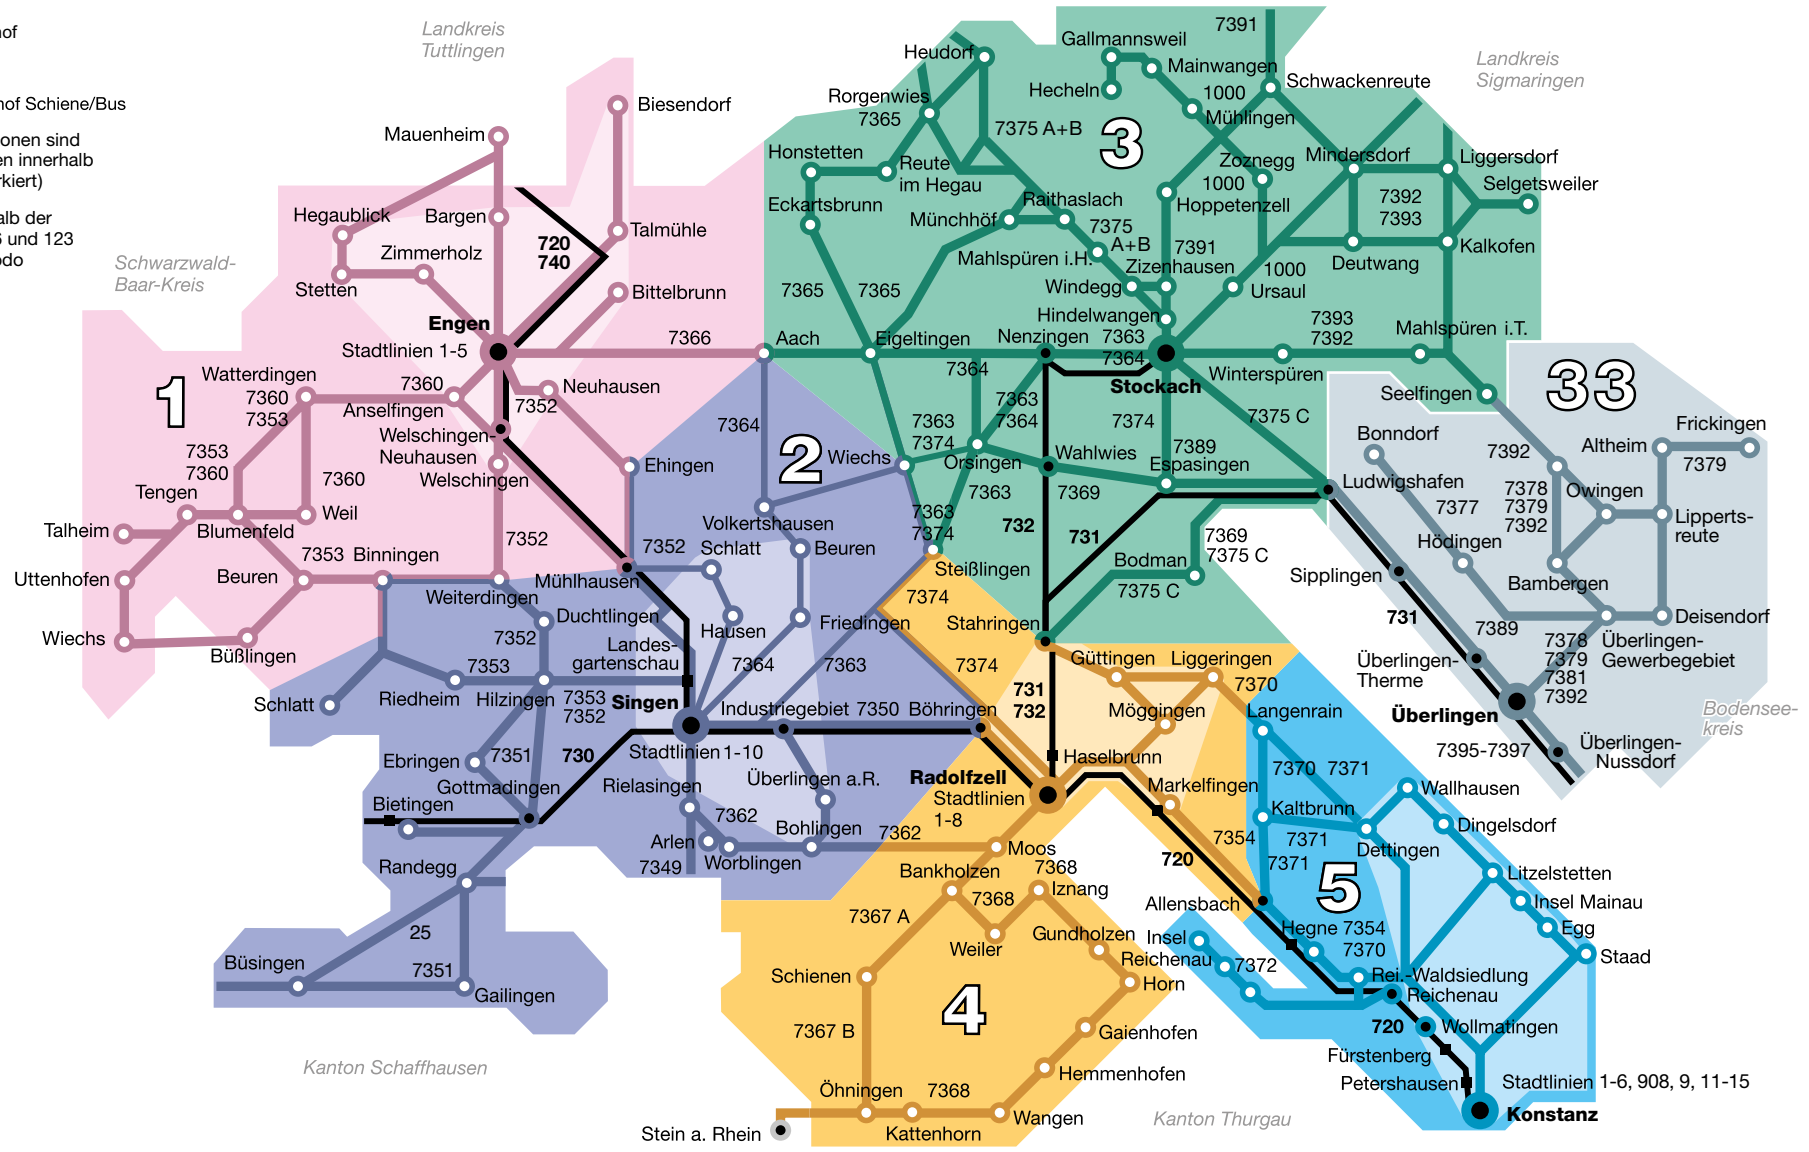 of
of Schiene/Bus
onen sind
en innerhalb
rkiert)
alb der
6 und 123
odo
Landkreis
Tuttlingen
Landkreis
Sigmaringen
Schwarzwald-
Baar-Kreis
Bodensee-
kreis
Kanton Schaffhausen
Kanton Thurgau
1
Mauenheim
Biesendorf
Hegaublick
Bargen
Talmühle
Zimmerholz
720
740
Stetten
Bittelbrunn
Engen
Stadtlinien 1-5
7366
Watterdingen
7360
7353
7360
Anselfingen
Neuhausen
7352
Welschingen-
Neuhausen
Welschingen
7353
7360
7360
Tengen
Talheim
Blumenfeld
Weil
Ehingen
7352
7353
Binningen
Uttenhofen
Beuren
Mühlhausen
Wiechs
Büßlingen
2
7364
Wiechs
Volkertshausen
7352
Schlatt
Beuren
Weiterdingen
Duchtlingen
Hausen
Friedingen
7352
Landes-
gartenschau
7353
7364
7363
Schlatt
Riedheim
Hilzingen
7353
7352
Singen
Industriegebiet
7350
Böhringen
Stadtlinien 1-10
Ebringen
7351
730
Gottmadingen
Rielasingen
Überlingen a.R.
Bietingen
7362
Bohlingen
7362
Arlen
Worblingen
7349
Randegg
25
7351
Büsingen
Gailingen
3
7391
Heudorf
Gallmannsweil
Mainwangen
Schwackenreute
Hecheln
1000
Rorgenwies
7365
Mühlingen
7375 A+B
Honstetten
Reute
im Hegau
Zoznegg
1000
Mindersdorf
Liggersdorf
Selgetsweiler
7392
7393
Eckartsbrunn
Münchhöf
Raithaslach
Hoppetenzell
7375
A+B
7391
Kalkofen
Mahlspüren i.H.
Zizenhausen
Deutwang
7365
7365
Windegg
1000
Ursaul
Hindelwangen
7393
7392
Mahlspüren i.T.
Aach
Eigeltingen
Nenzingen
7363
7364
7364
Stockach
Winterspüren
Seelfingen
7363
7364
7363
7374
7374
7375 C
Orsingen
Wahlwies
7389
Espasingen
7363
7369
7363
7374
732
731
7369
7375 C
Bodman
7375 C
Steißlingen
Stahringen
33
Bonndorf
7392
Altheim
Frickingen
7379
Ludwigshafen
7378
7379
7392
Owingen
7377
Lipperts-
reute
Hödingen
Bambergen
Sipplingen
731
7389
Deisendorf
7378
7379
7381
7392
Überlingen-
Gewerbegebiet
Überlingen-
Therme
Überlingen
7395-7397
Überlingen-
Nussdorf
4
7374
7374
Güttingen
Liggeringen
7370
731
732
Möggingen
Haselbrunn
Radolfzell
Stadtlinien
1-8
Markelfingen
7354
720
Moos
7368
Bankholzen
7368
Iznang
7367 A
Weiler
Gundholzen
Schienen
Horn
7367 B
Gaienhofen
Hemmenhofen
Öhningen
7368
Wangen
Kattenhorn
Stein a. Rhein
5
Langenrain
7370
7371
Wallhausen
Kaltbrunn
7371
7371
Dingelsdorf
Dettingen
Litzelstetten
Allensbach
Insel Mainau
Hegne
7354
7370
Egg
Insel
Reichenau
7372
Staad
Rei.-Waldsiedlung
Reichenau
720
Wollmatingen
Fürstenberg
Petershausen
Stadtlinien 1-6, 908, 9, 11-15
Konstanz